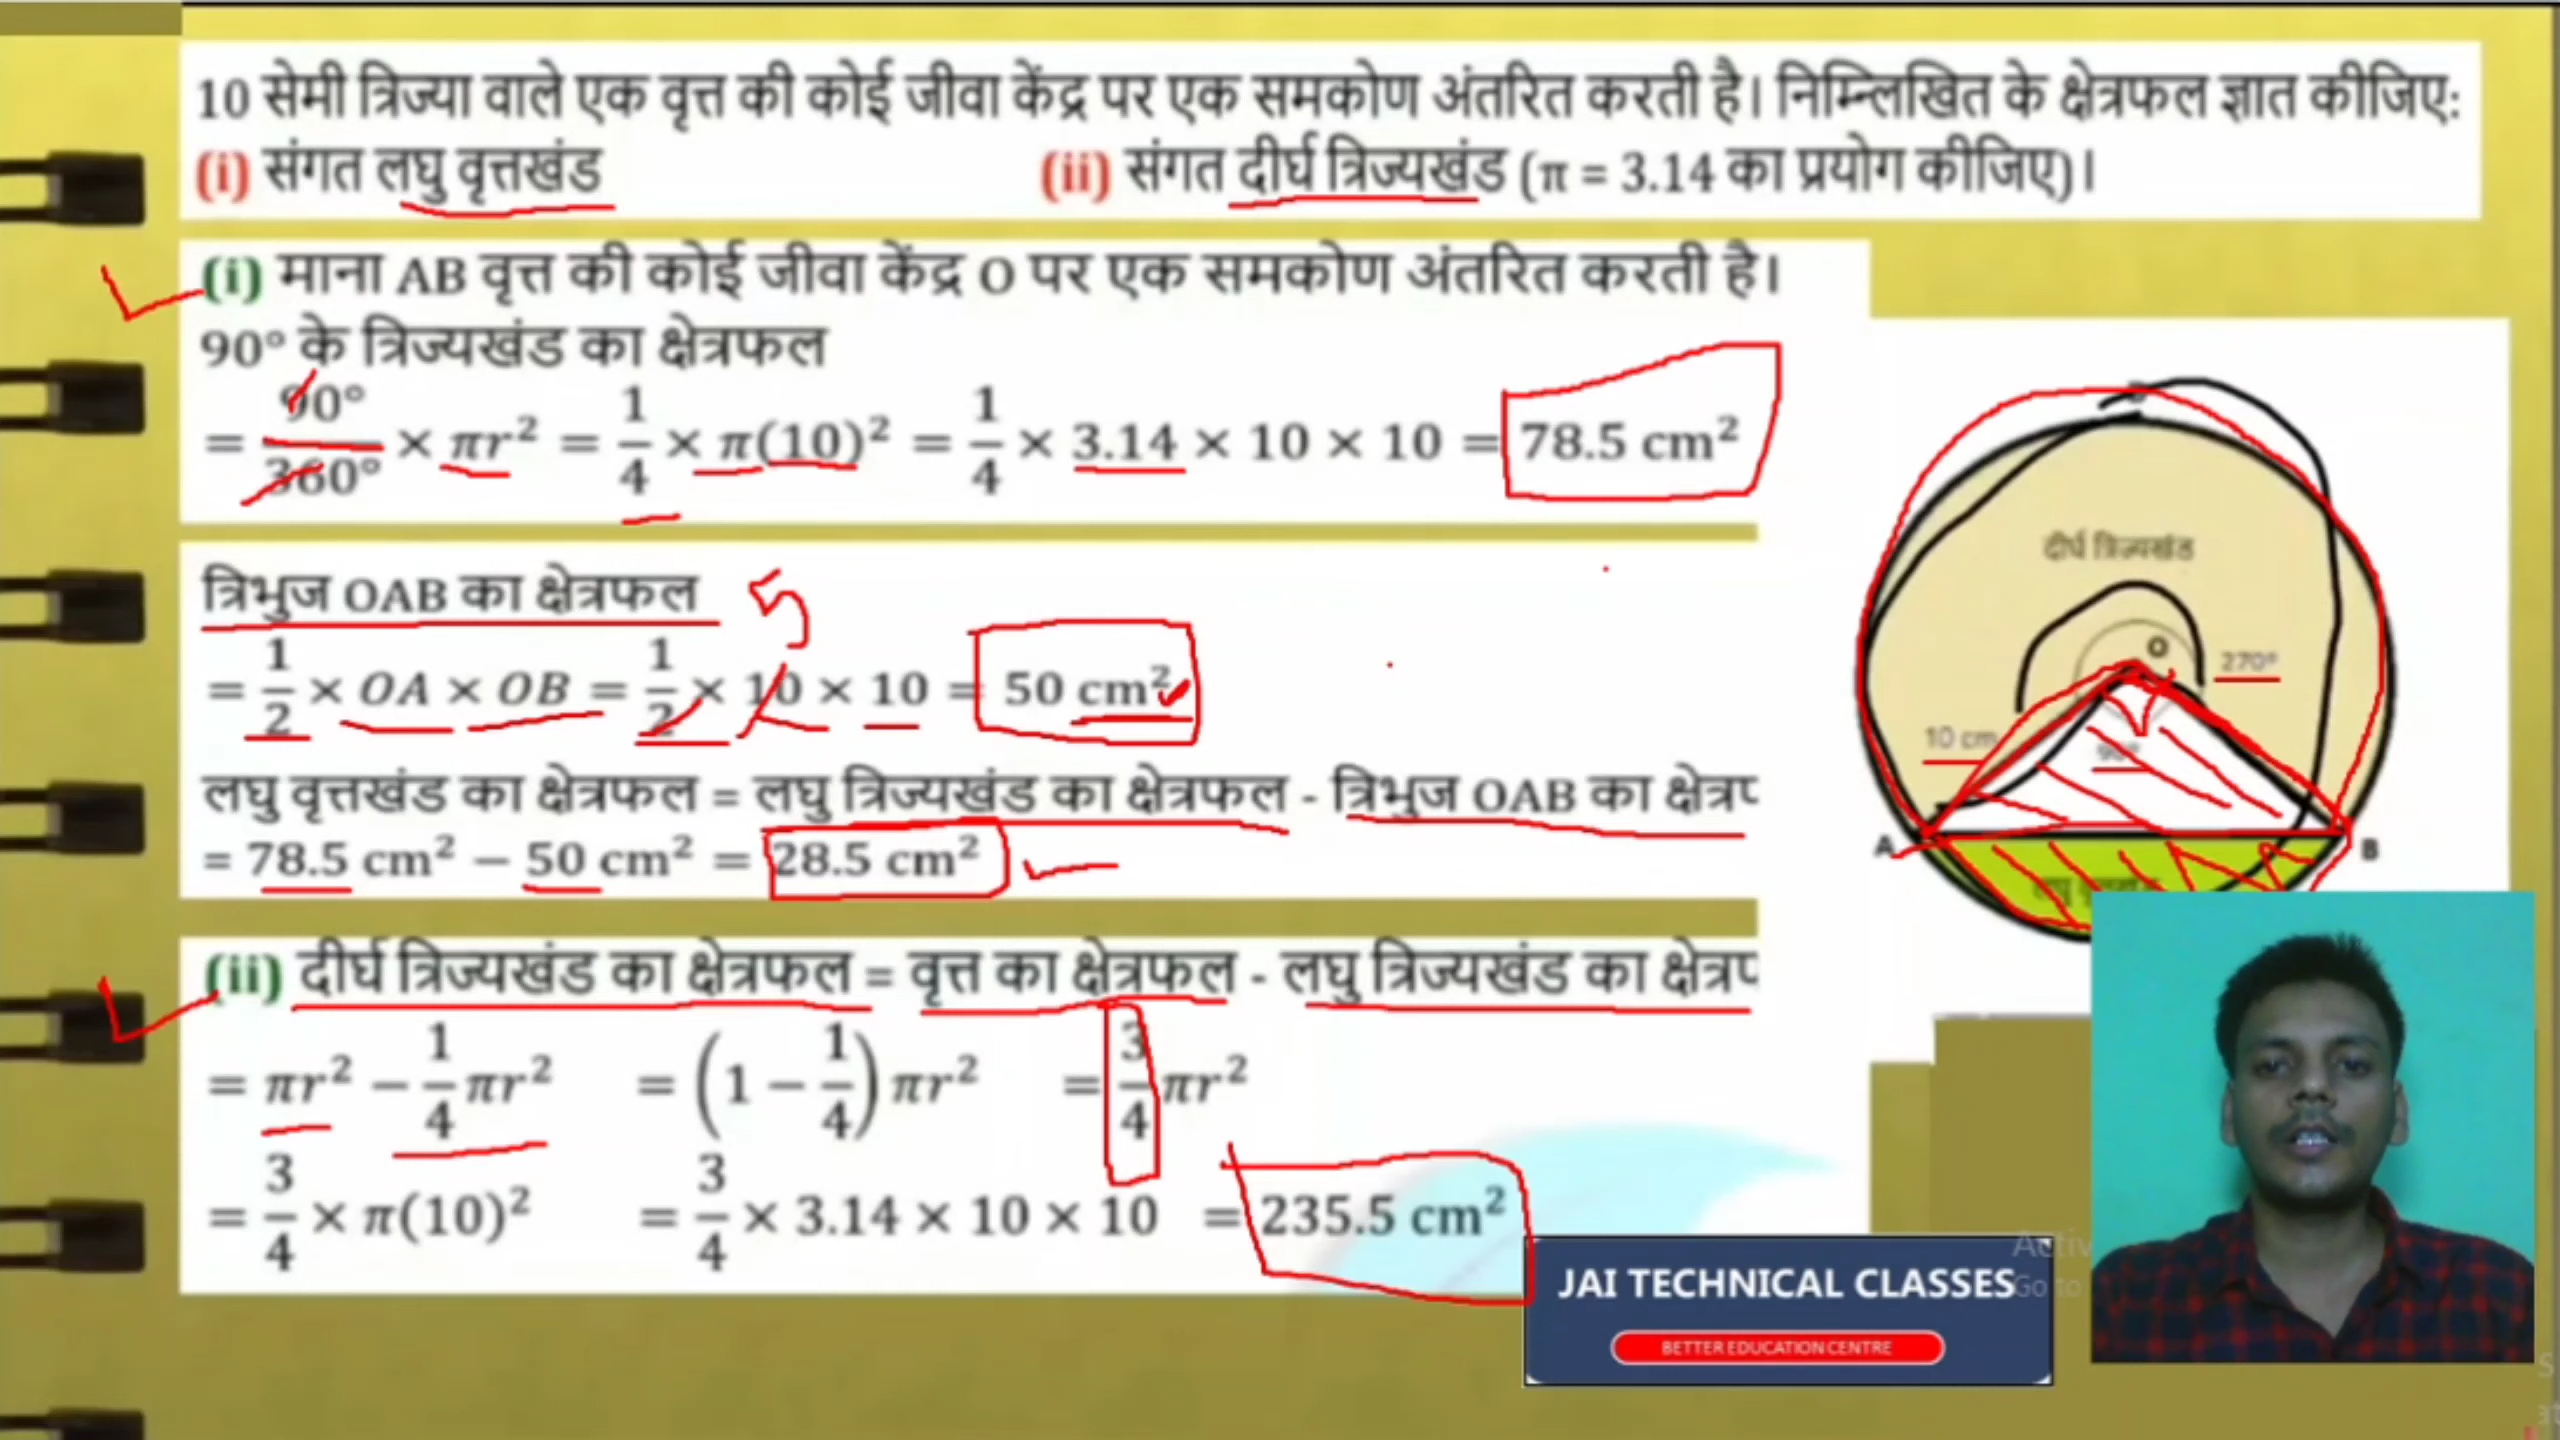 10 सेमी त्रिज्या वाले एक वृत्त की कोई जीवा केंद्र पर एक समकोण अंतरित करती है। निम्न्लिखित के क्षेत्रफल ज्ञात कीजिए:
(i) संगत लघु वृत्तखंड (ii) संगत दीर्घ त्रिज्यखंड (π = 3.14 का प्रयोग कीजिए)।
(i) माना AB वृत्त की कोई जीवा केंद्र O पर एक समकोण अंतरित करती है।
90° के त्रिज्यखंड का क्षेत्रफल
= 90°/360° × πr² = 1/4 × π(10)² = 1/4 × 3.14 × 10 × 10 = 78.5 cm²
त्रिभुज OAB का क्षेत्रफल 5
= 1/2 × OA × OB = 1/2 × 10 × 10 = 50 cm²
लघु वृत्तखंड का क्षेत्रफल = लघु त्रिज्यखंड का क्षेत्रफल - त्रिभुज OAB का
= 78.5 cm² − 50 cm² = 28.5 cm²
(ii) दीर्घ त्रिज्यखंड का क्षेत्रफल = वृत्त का क्षेत्रफल - लघु त्रिज्यखंड का
= πr² − 1/4 πr² = (1 − 1/4) πr² = 3/4 πr²
= 3/4 × π(10)² = 3/4 × 3.14 × 10 × 10 = 235.5 cm²
दीर्घ त्रिज्यखंड
O
270°
10 cm
90°
A B
लघु
JAI TECHNICAL CLASSES
BETTER EDUCATION CENTRE
Go to